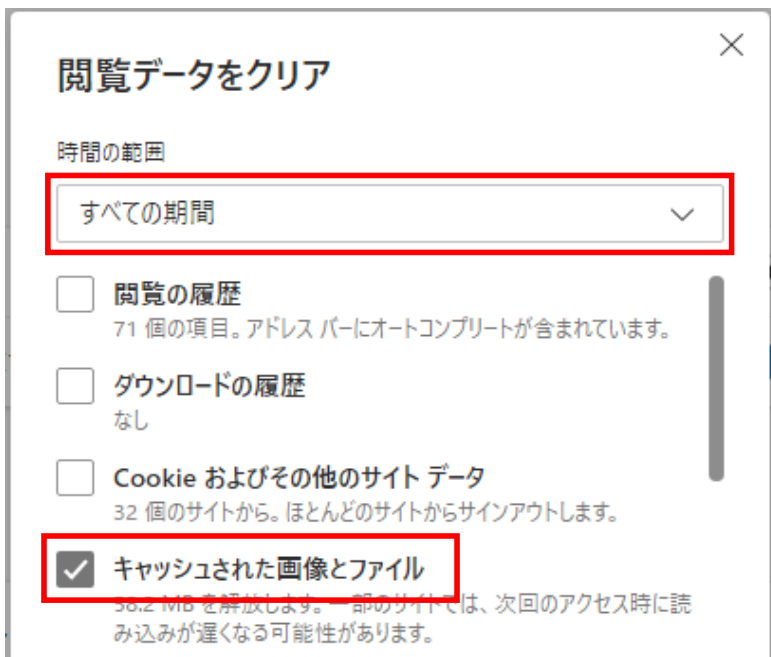 閲覧データをクリア
時間の範囲
すべての期間
閲覧の履歴
71 個の項目。アドレス バーにオートコンプリートが含まれています。
ダウンロードの履歴
なし
Cookie およびその他のサイト データ
32 個のサイトから。ほとんどのサイトからサインアウトします。
キャッシュされた画像とファイル
58.2 MB を解放します。一部のサイトでは、次回のアクセス時に読
み込みが遅くなる可能性があります。